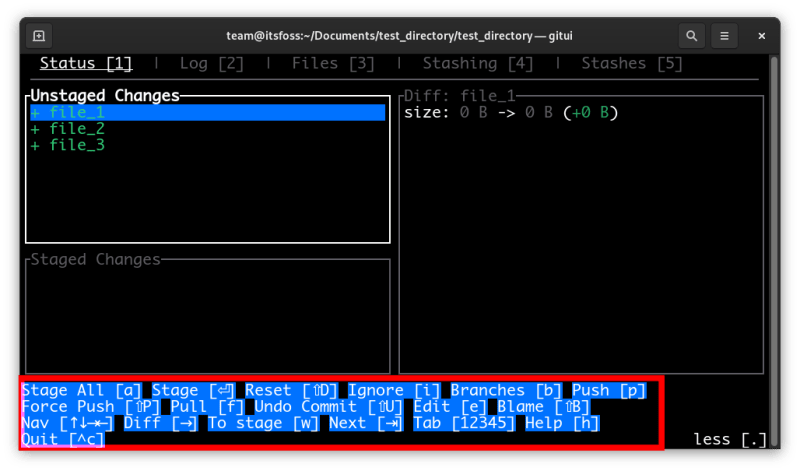 team@itsfoss:~/Documents/test_directory/test_directory — gitui
Status [1] | Log [2] | Files [3] | Stashing [4] | Stashes [5]
Unstaged Changes
+ file_1
+ file_2
+ file_3
Diff: file_1
size: 0 B -> 0 B (+0 B)
Staged Changes
Stage All [a] Stage [⏎] Reset [⇧D] Ignore [i] Branches [b] Push [p]
Force Push [⇧P] Pull [f] Undo Commit [⇧U] Edit [e] Blame [⇧B]
Nav [↑↓→←] Diff [→] To stage [w] Next [⇥] Tab [12345] Help [h]
Quit [^c]
less [.]